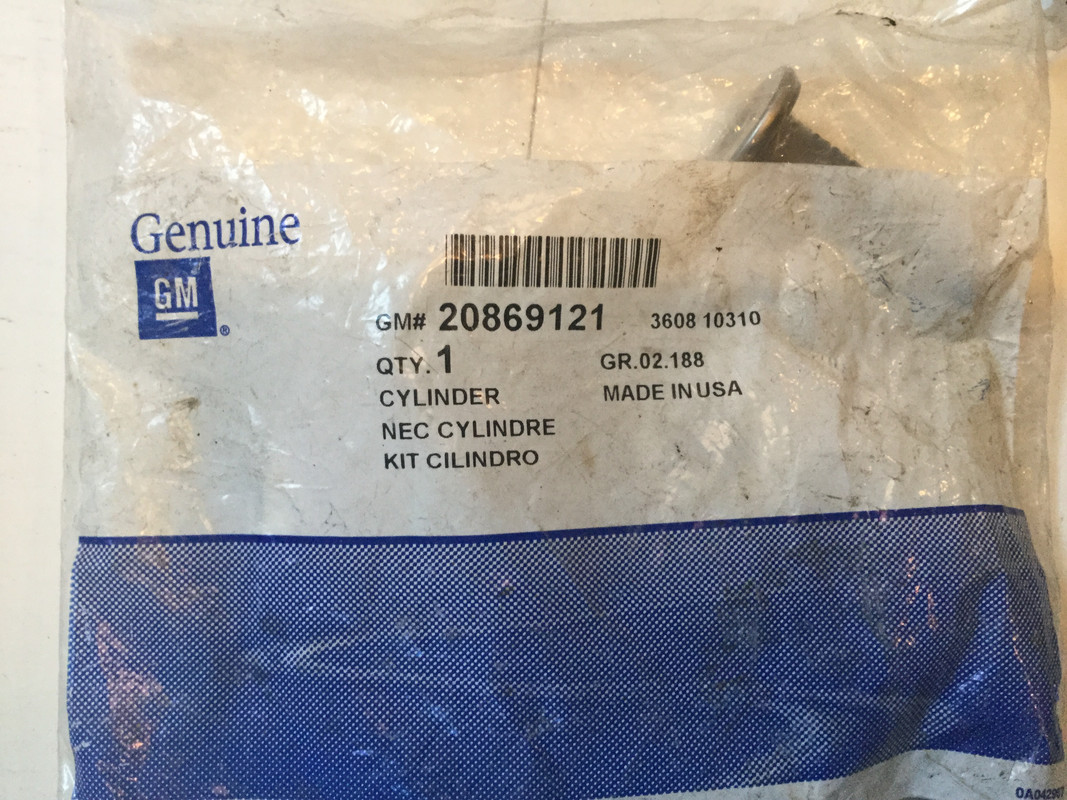 Genuine
GM
®
GM# 20869121 3608 10310
QTY. 1 GR.02.188
CYLINDER MADE IN USA
NEC CYLINDRE
KIT CILINDRO